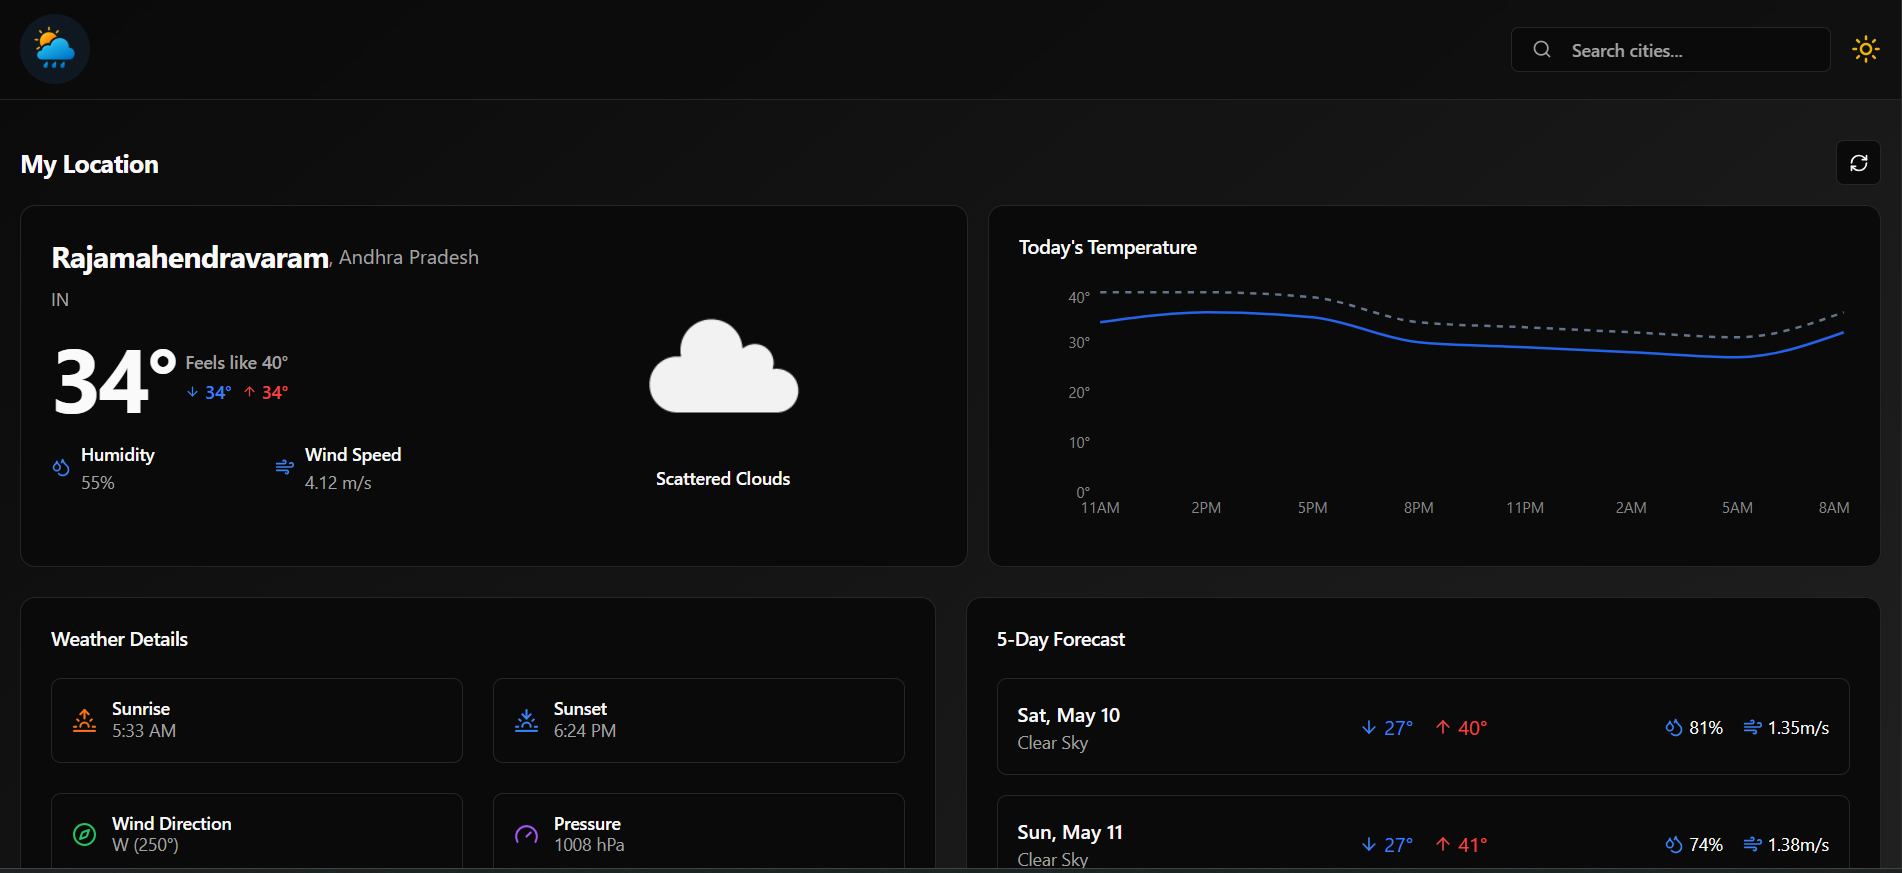 Search cities...
My Location
Rajamahendravaram, Andhra Pradesh
IN
34°
Feels like 40°
34° 34°
Humidity
55%
Wind Speed
4.12 m/s
Scattered Clouds
Today's Temperature
40°
30°
20°
10°
0°
11AM 2PM 5PM 8PM 11PM 2AM 5AM 8AM
Weather Details
Sunrise
5:33 AM
Sunset
6:24 PM
Wind Direction
W (250°)
Pressure
1008 hPa
5-Day Forecast
Sat, May 10
Clear Sky
27° 40° 81% 1.35m/s
Sun, May 11
Clear Sky
27° 41° 74% 1.38m/s